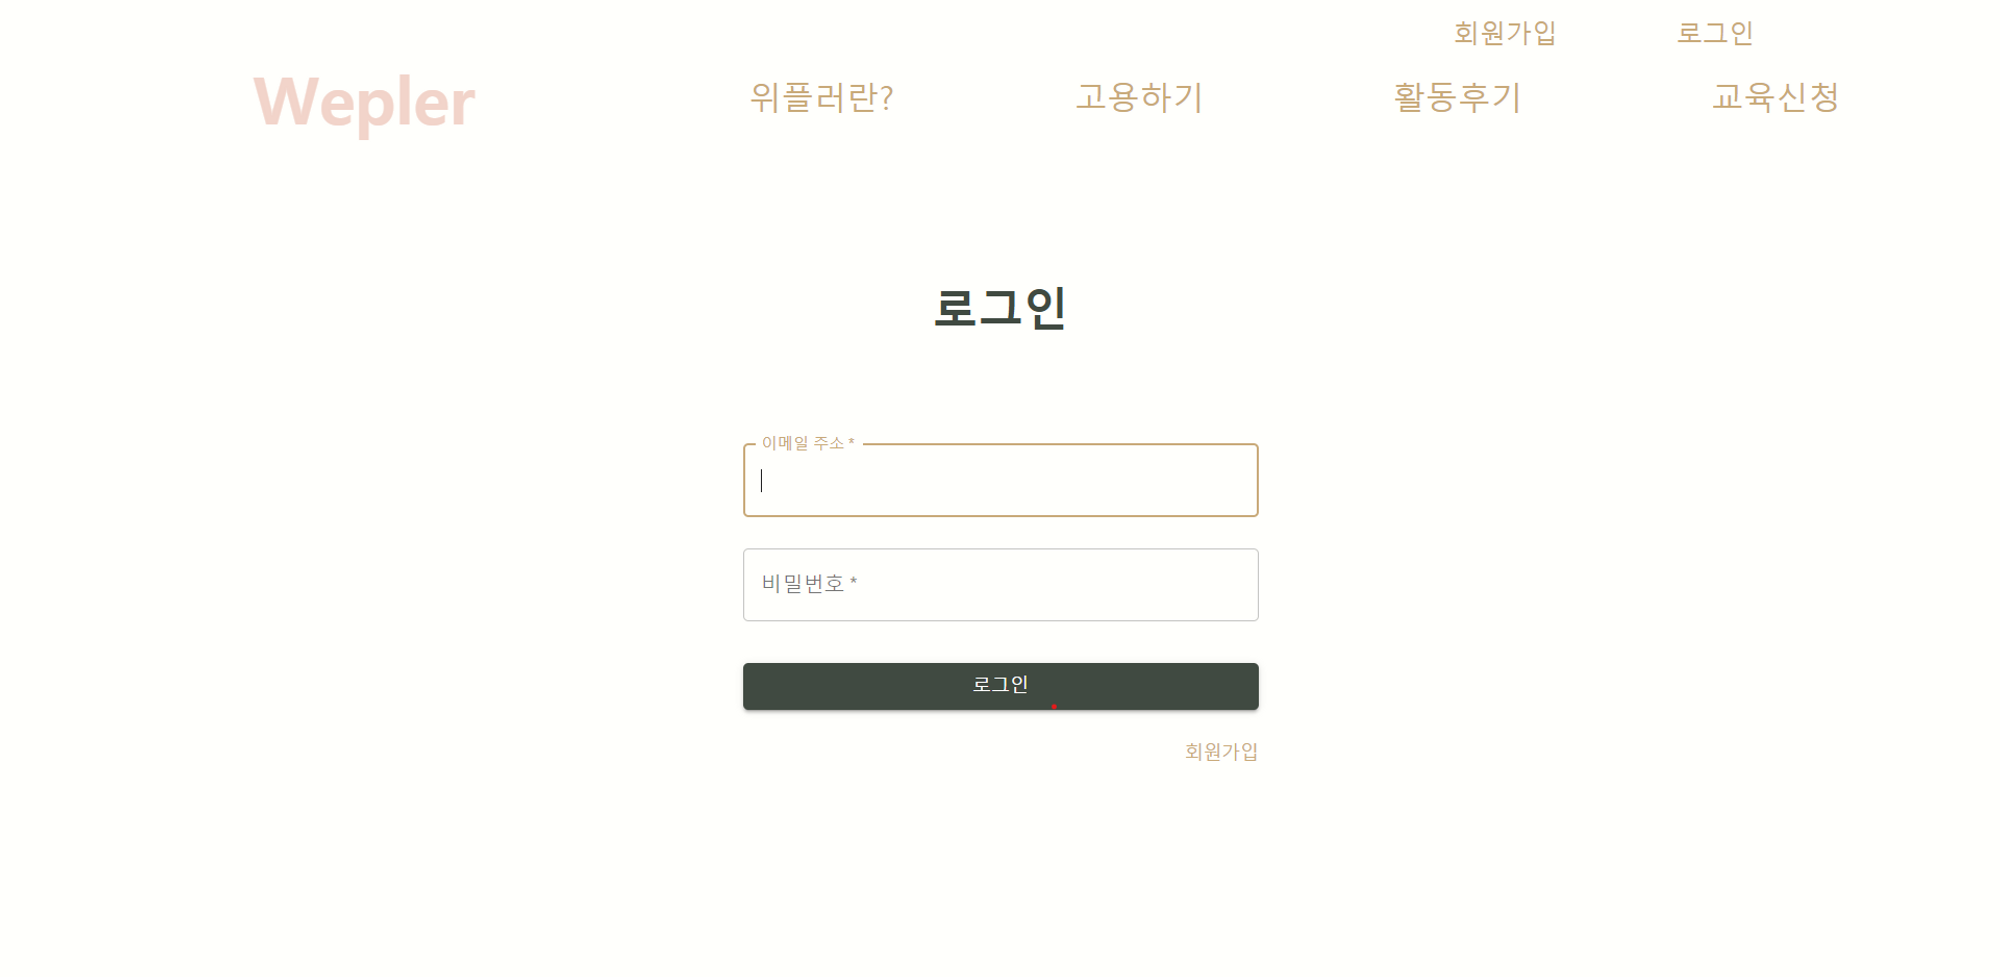 회원가입 로그인
Wepler 위플러란? 고용하기 활동후기 교육신청
로그인
이메일 주소 *
비밀번호 *
로그인
회원가입